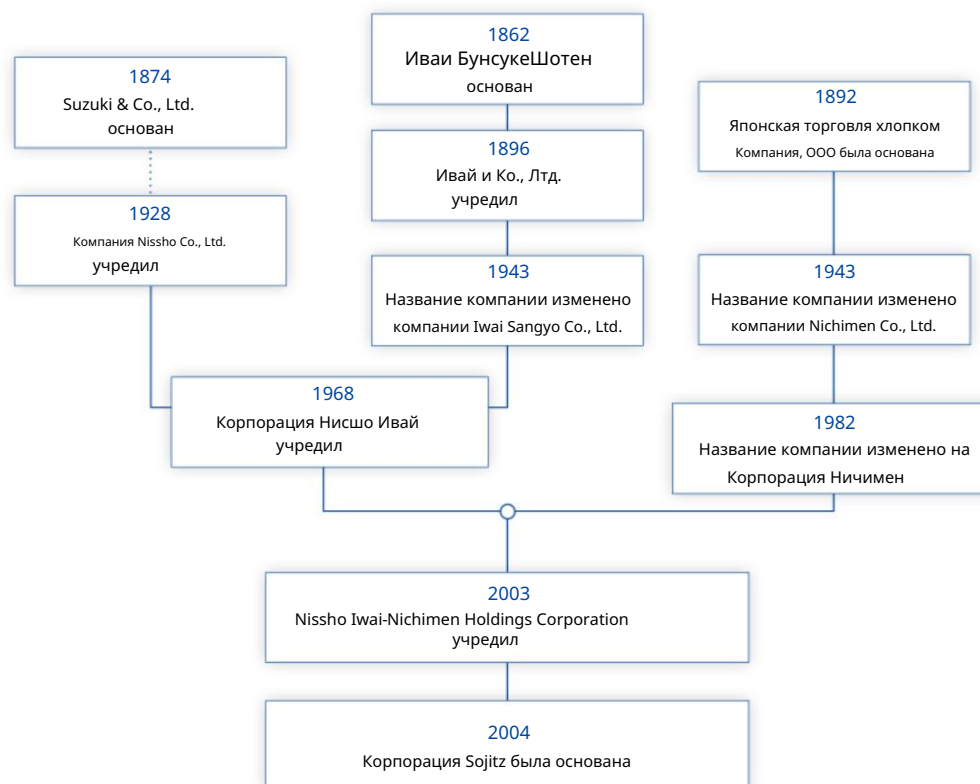 1862
Иваи БунсукеШотен
основан
1874
Suzuki & Co., Ltd.
основан
1892
Японская торговля хлопком
Компания, ООО была основана
1896
Ивай и Ко., Лтд.
учредил
1928
Компания Nissho Co., Ltd.
учредил
1943
Название компании изменено
компании Iwai Sangyo Co., Ltd.
1943
Название компании изменено
компании Nichimen Co., Ltd.
1968
Корпорация Нисшо Ивай
учредил
1982
Название компании изменено на
Корпорация Ничимен
2003
Nissho Iwai-Nichimen Holdings Corporation
учредил
2004
Корпорация Sojitz была основана